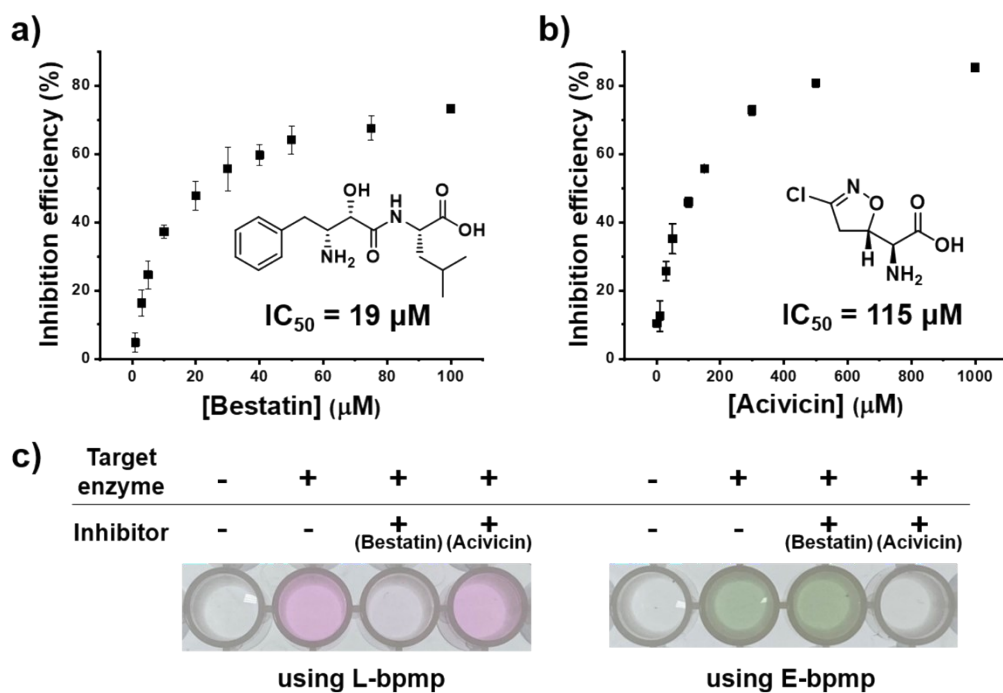 a)
Inhibition efficiency (%)
80
60
40
20
0
0 20 40 60 80 100
[Bestatin] (μM)
OH
H
N
O
OH
NH₂
O
IC₅₀ = 19 μM
b)
Inhibition efficiency (%)
80
60
40
20
0
0 200 400 600 800 1000
[Acivicin] (μM)
Cl
N
O
O
OH
H
NH₂
IC₅₀ = 115 μM
c)
Target
enzyme - + + + - + + +
Inhibitor - - + + - - + +
(Bestatin) (Acivicin) (Bestatin) (Acivicin)
using L-bpmp using E-bpmp